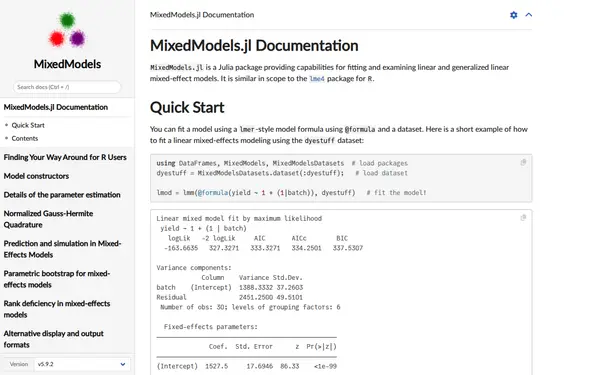 MixedModels
Search docs (Ctrl + /)
MixedModels.jl Documentation
Quick Start
Contents
Finding Your Way Around for R Users
Model constructors
Details of the parameter estimation
Normalized Gauss-Hermite
Quadrature
Prediction and simulation in Mixed-
Effects Models
Parametric bootstrap for mixed-
effects models
Rank deficiency in mixed-effects
models
Alternative display and output
formats
Version v5.9.2
MixedModels.jl Documentation
MixedModels.jl Documentation
MixedModels.jl is a Julia package providing capabilities for fitting and examining linear and generalized linear
mixed-effect models. It is similar in scope to the lme4 package for R.
Quick Start
You can fit a model using a lmer-style model formula using @formula and a dataset. Here is a short example of how
to fit a linear mixed-effects modeling using the dyestuff dataset:
using DataFrames, MixedModels, MixedModelsDatasets # load packages
dyestuff = MixedModelsDatasets.dataset(:dyestuff); # load dataset
lmod = lmm(@formula(yield ~ 1 + (1|batch)), dyestuff) # fit the model!
Linear mixed model fit by maximum likelihood
yield ~ 1 + (1 | batch)
logLik -2 logLik AIC AICc BIC
-163.6635 327.3271 333.3271 334.2501 337.5307
Variance components:
Column Variance Std.Dev.
batch (Intercept) 1388.3332 37.2603
Residual 2451.2500 49.5101
Number of obs: 30; levels of grouping factors: 6
Fixed-effects parameters:
Coef. Std. Error z Pr(>|z|)
(Intercept) 1527.5 17.6946 86.33 <1e-99